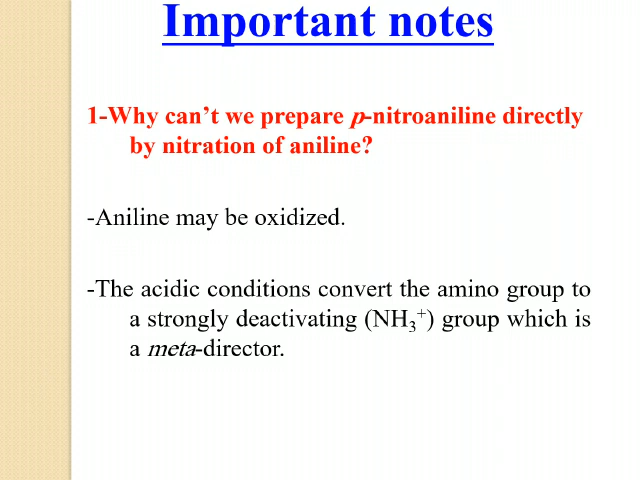 Important notes
1-Why can't we prepare p-nitroaniline directly
by nitration of aniline?
-Aniline may be oxidized.
-The acidic conditions convert the amino group to
a strongly deactivating (NH₃⁺) group which is
a meta-director.